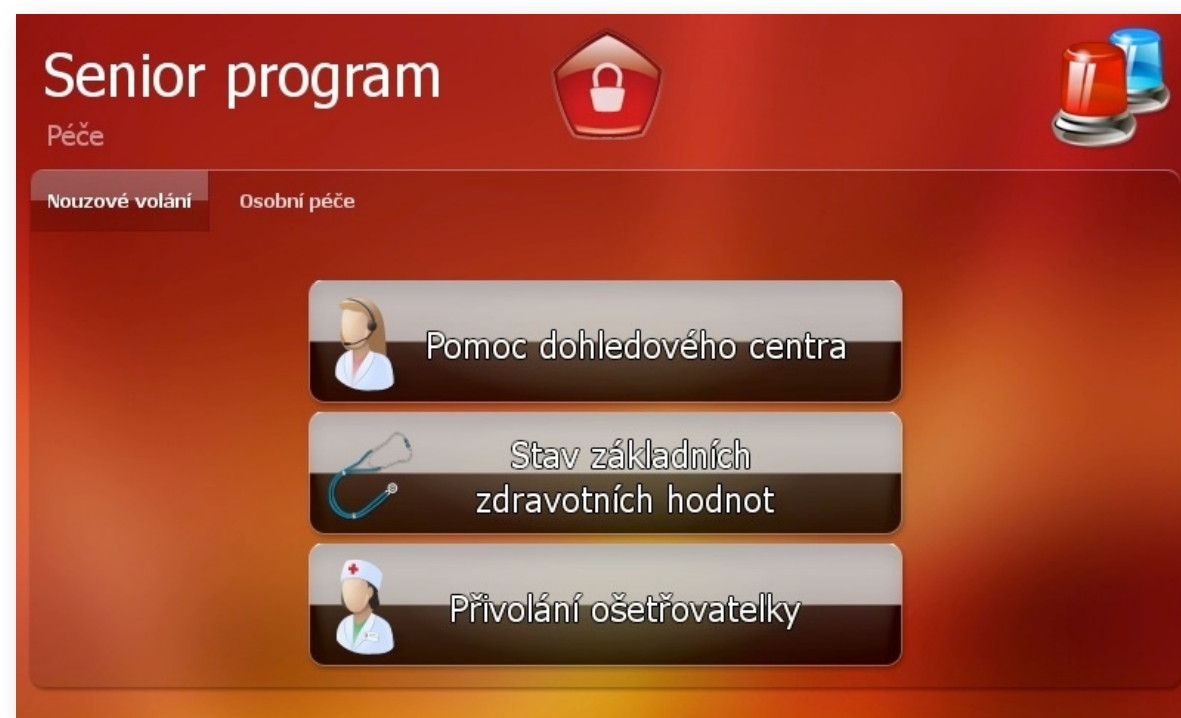 Senior program
Péče
Nouzové volání Osobní péče
Pomoc dohledového centra
Stav základních
zdravotních hodnot
Přivolání ošetřovatelky